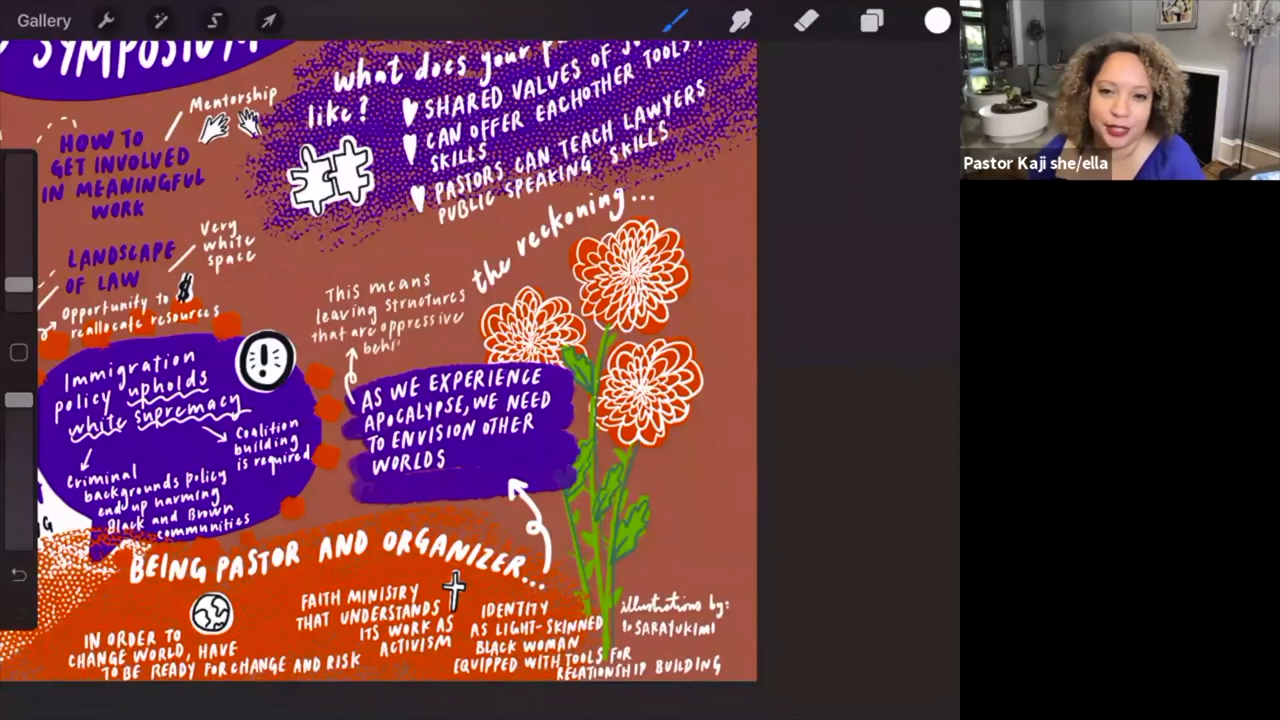 Gallery
SYMPOSIUM
what does your p
like?
SHARED VALUES OF
CAN OFFER EACHOTHER TOOLS,
SKILLS
PASTORS CAN TEACH LAWYERS
PUBLIC SPEAKING SKILLS
Mentorship
HOW TO
GET INVOLVED
IN MEANINGFUL
WORK
Very
white
space
LANDSCAPE
OF LAW
$
Opportunity to
reallocate resources
the reckoning...
This means
leaving structures
that are oppressive
behi
Immigration
policy upholds
white supremacy
!
Coalition
building
is required
Criminal
backgrounds policy
end up harming
Black and Brown
communities
AS WE EXPERIENCE
APOCALYPSE, WE NEED
TO ENVISION OTHER
WORLDS
BEING PASTOR AND ORGANIZER...
IN ORDER TO
CHANGE WORLD, HAVE
TO BE READY FOR CHANGE AND RISK
FAITH MINISTRY
THAT UNDERSTANDS
ITS WORK AS
ACTIVISM
IDENTITY
AS LIGHT-SKINNED
BLACK WOMAN
EQUIPPED WITH TOOLS FOR
RELATIONSHIP BUILDING
illustrations by:
SARAYUKIMI
Pastor Kaji she/ella